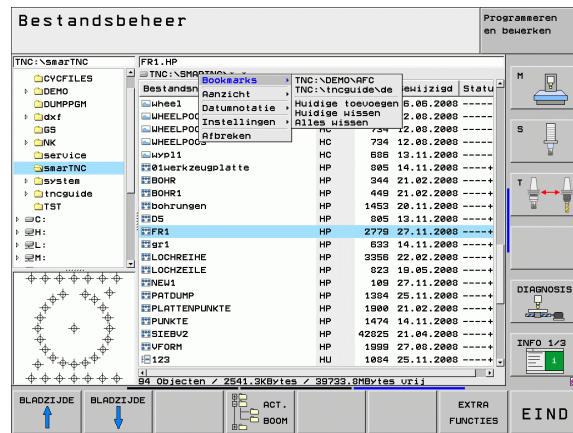 Bestandsbeheer
Programmeren
en bewerken
TNC:\smarTNC
FR1.HP
TNC:\SMARTNC\*.*
CYCFILES
DEMO
DUMPPGM
dxf
GS
NK
service
smarTNC
system
tncguide
TST
C:
H:
L:
M:
Bookmarks
Aanzicht
Datumnotatie
Instellingen
Afbreken
TNC:\DEMO\AFC
TNC:\tncguide\de
Huidige toevoegen
Huidige wissen
Alles wissen
Bestandsn ewijzigd Statu
wheel 6.06.2008 -----
WHEELPOC 2.08.2008 -----
WHEELPOC HC 734 12.08.2008 -----
WHEELPOCS HC 734 12.08.2008 -----
wypl1 HC 686 13.11.2008 -----
01werkzeugplatte HP 805 14.11.2008 ----+
BOHR HP 344 21.02.2008 ----+
BOHR1 HP 449 21.02.2008 ----+
bohrungen HP 1453 20.11.2008 ----+
D5 HP 805 13.11.2008 ----+
FR1 HP 2779 27.11.2008 ----+
gr1 HP 633 14.11.2008 ----+
LOCHREIHE HP 3356 22.02.2008 ----+
LOCHZEILE HP 823 19.05.2008 ----+
NEW1 HP 109 27.11.2008 ----+
PATDUMP HP 1384 25.11.2008 ----+
PLATTENPUNKTE HP 1900 21.02.2008 ----+
PUNKTE HP 1474 14.11.2008 ----+
SIEBV2 HP 42825 21.04.2008 ----+
VFORM HP 1999 27.08.2008 ----+
123 HU 1084 25.11.2008 ----+
94 Objecten / 2541.3KBytes / 39733.9MBytes vrij
M
S
T
DIAGNOSIS
INFO 1/3
BLADZIJDE
BLADZIJDE
ACT.
BOOM
EXTRA
FUNCTIES
EIND